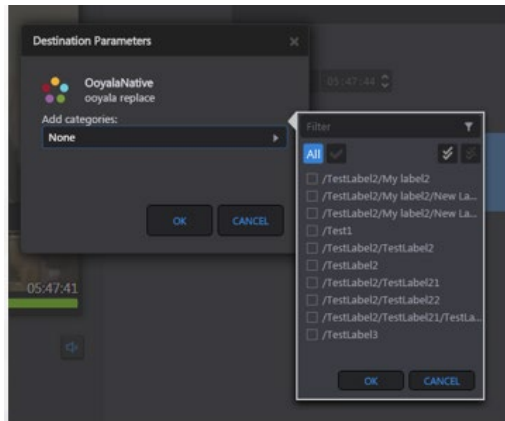 Destination Parameters
OoyalaNative
ooyala replace
05:47:44
Add categories:
None
OK
CANCEL
Filter
All
/TestLabel2/My label2
/TestLabel2/My label2/New La...
/TestLabel2/My label2/New La...
/Test1
/TestLabel2/TestLabel2
/TestLabel2
/TestLabel2/TestLabel21
/TestLabel2/TestLabel22
/TestLabel2/TestLabel21/TestLa...
/TestLabel3
OK
CANCEL
05:47:41